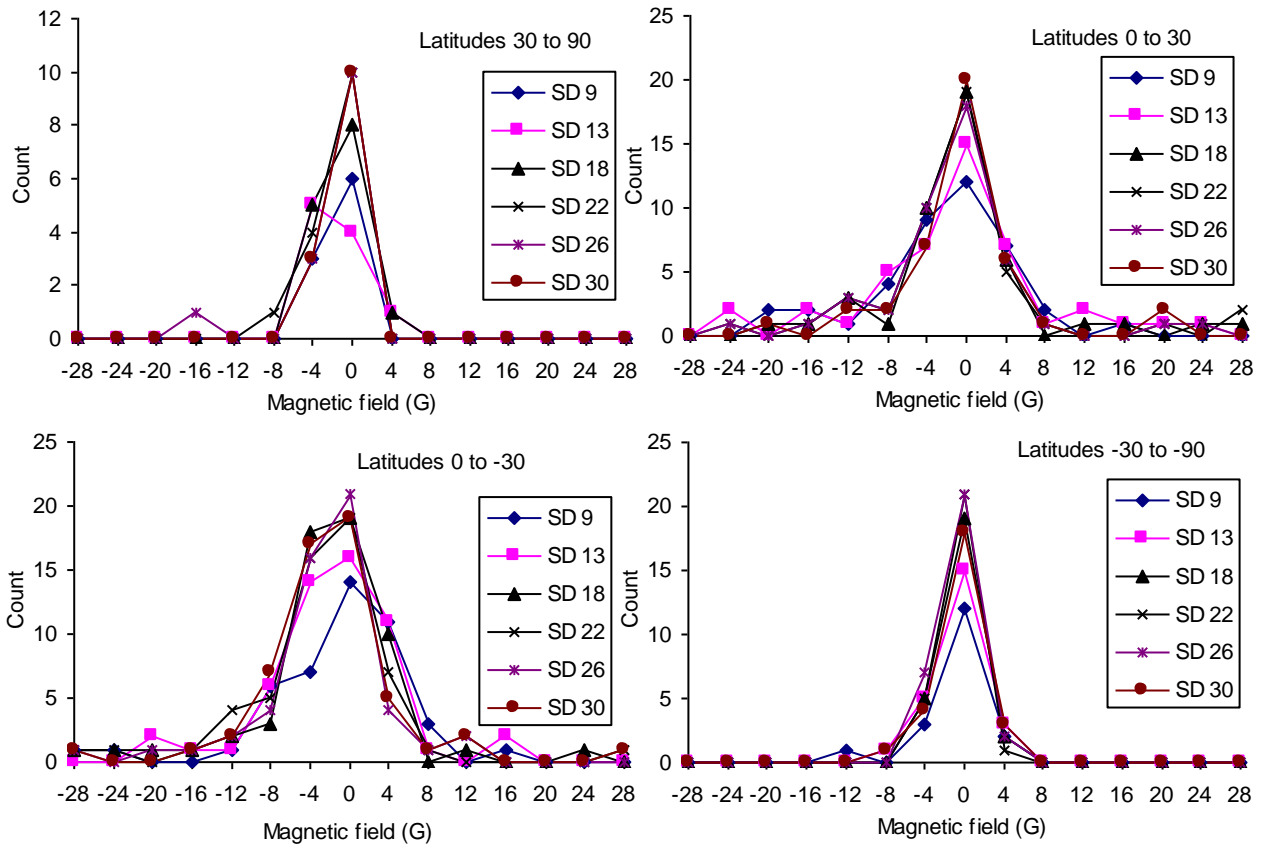 Latitudes 30 to 90
Count
12
10
8
6
4
2
0
-28 -24 -20 -16 -12 -8 -4 0 4 8 12 16 20 24 28
Magnetic field (G)
SD 9
SD 13
SD 18
SD 22
SD 26
SD 30
Latitudes 0 to 30
Count
25
20
15
10
5
0
-28 -24 -20 -16 -12 -8 -4 0 4 8 12 16 20 24 28
Magnetic field (G)
SD 9
SD 13
SD 18
SD 22
SD 26
SD 30
Latitudes 0 to -30
Count
25
20
15
10
5
0
-28 -24 -20 -16 -12 -8 -4 0 4 8 12 16 20 24 28
Magnetic field (G)
SD 9
SD 13
SD 18
SD 22
SD 26
SD 30
Latitudes -30 to -90
Count
25
20
15
10
5
0
-28 -24 -20 -16 -12 -8 -4 0 4 8 12 16 20 24 28
Magnetic field (G)
SD 9
SD 13
SD 18
SD 22
SD 26
SD 30